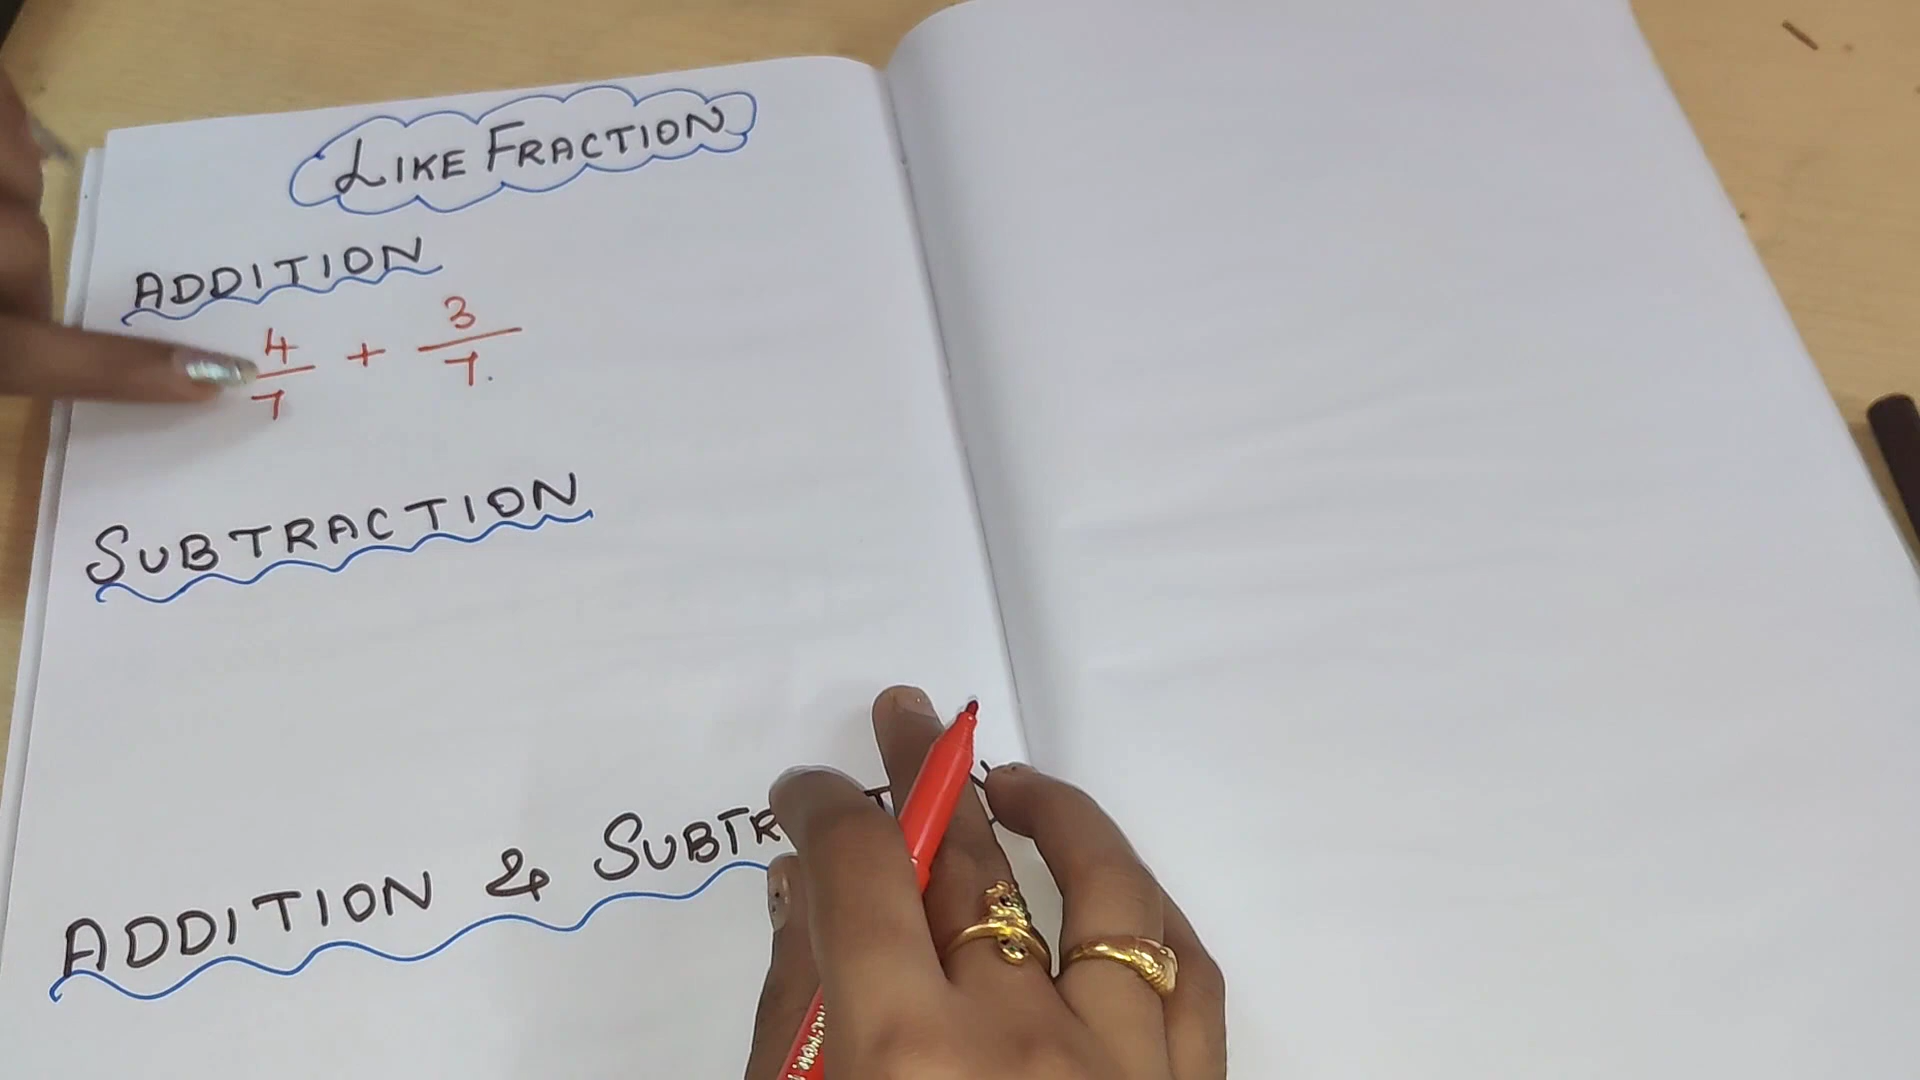 LIKE FRACTION
ADDITION
4/7 + 3/7.
SUBTRACTION
ADDITION & SUBTR